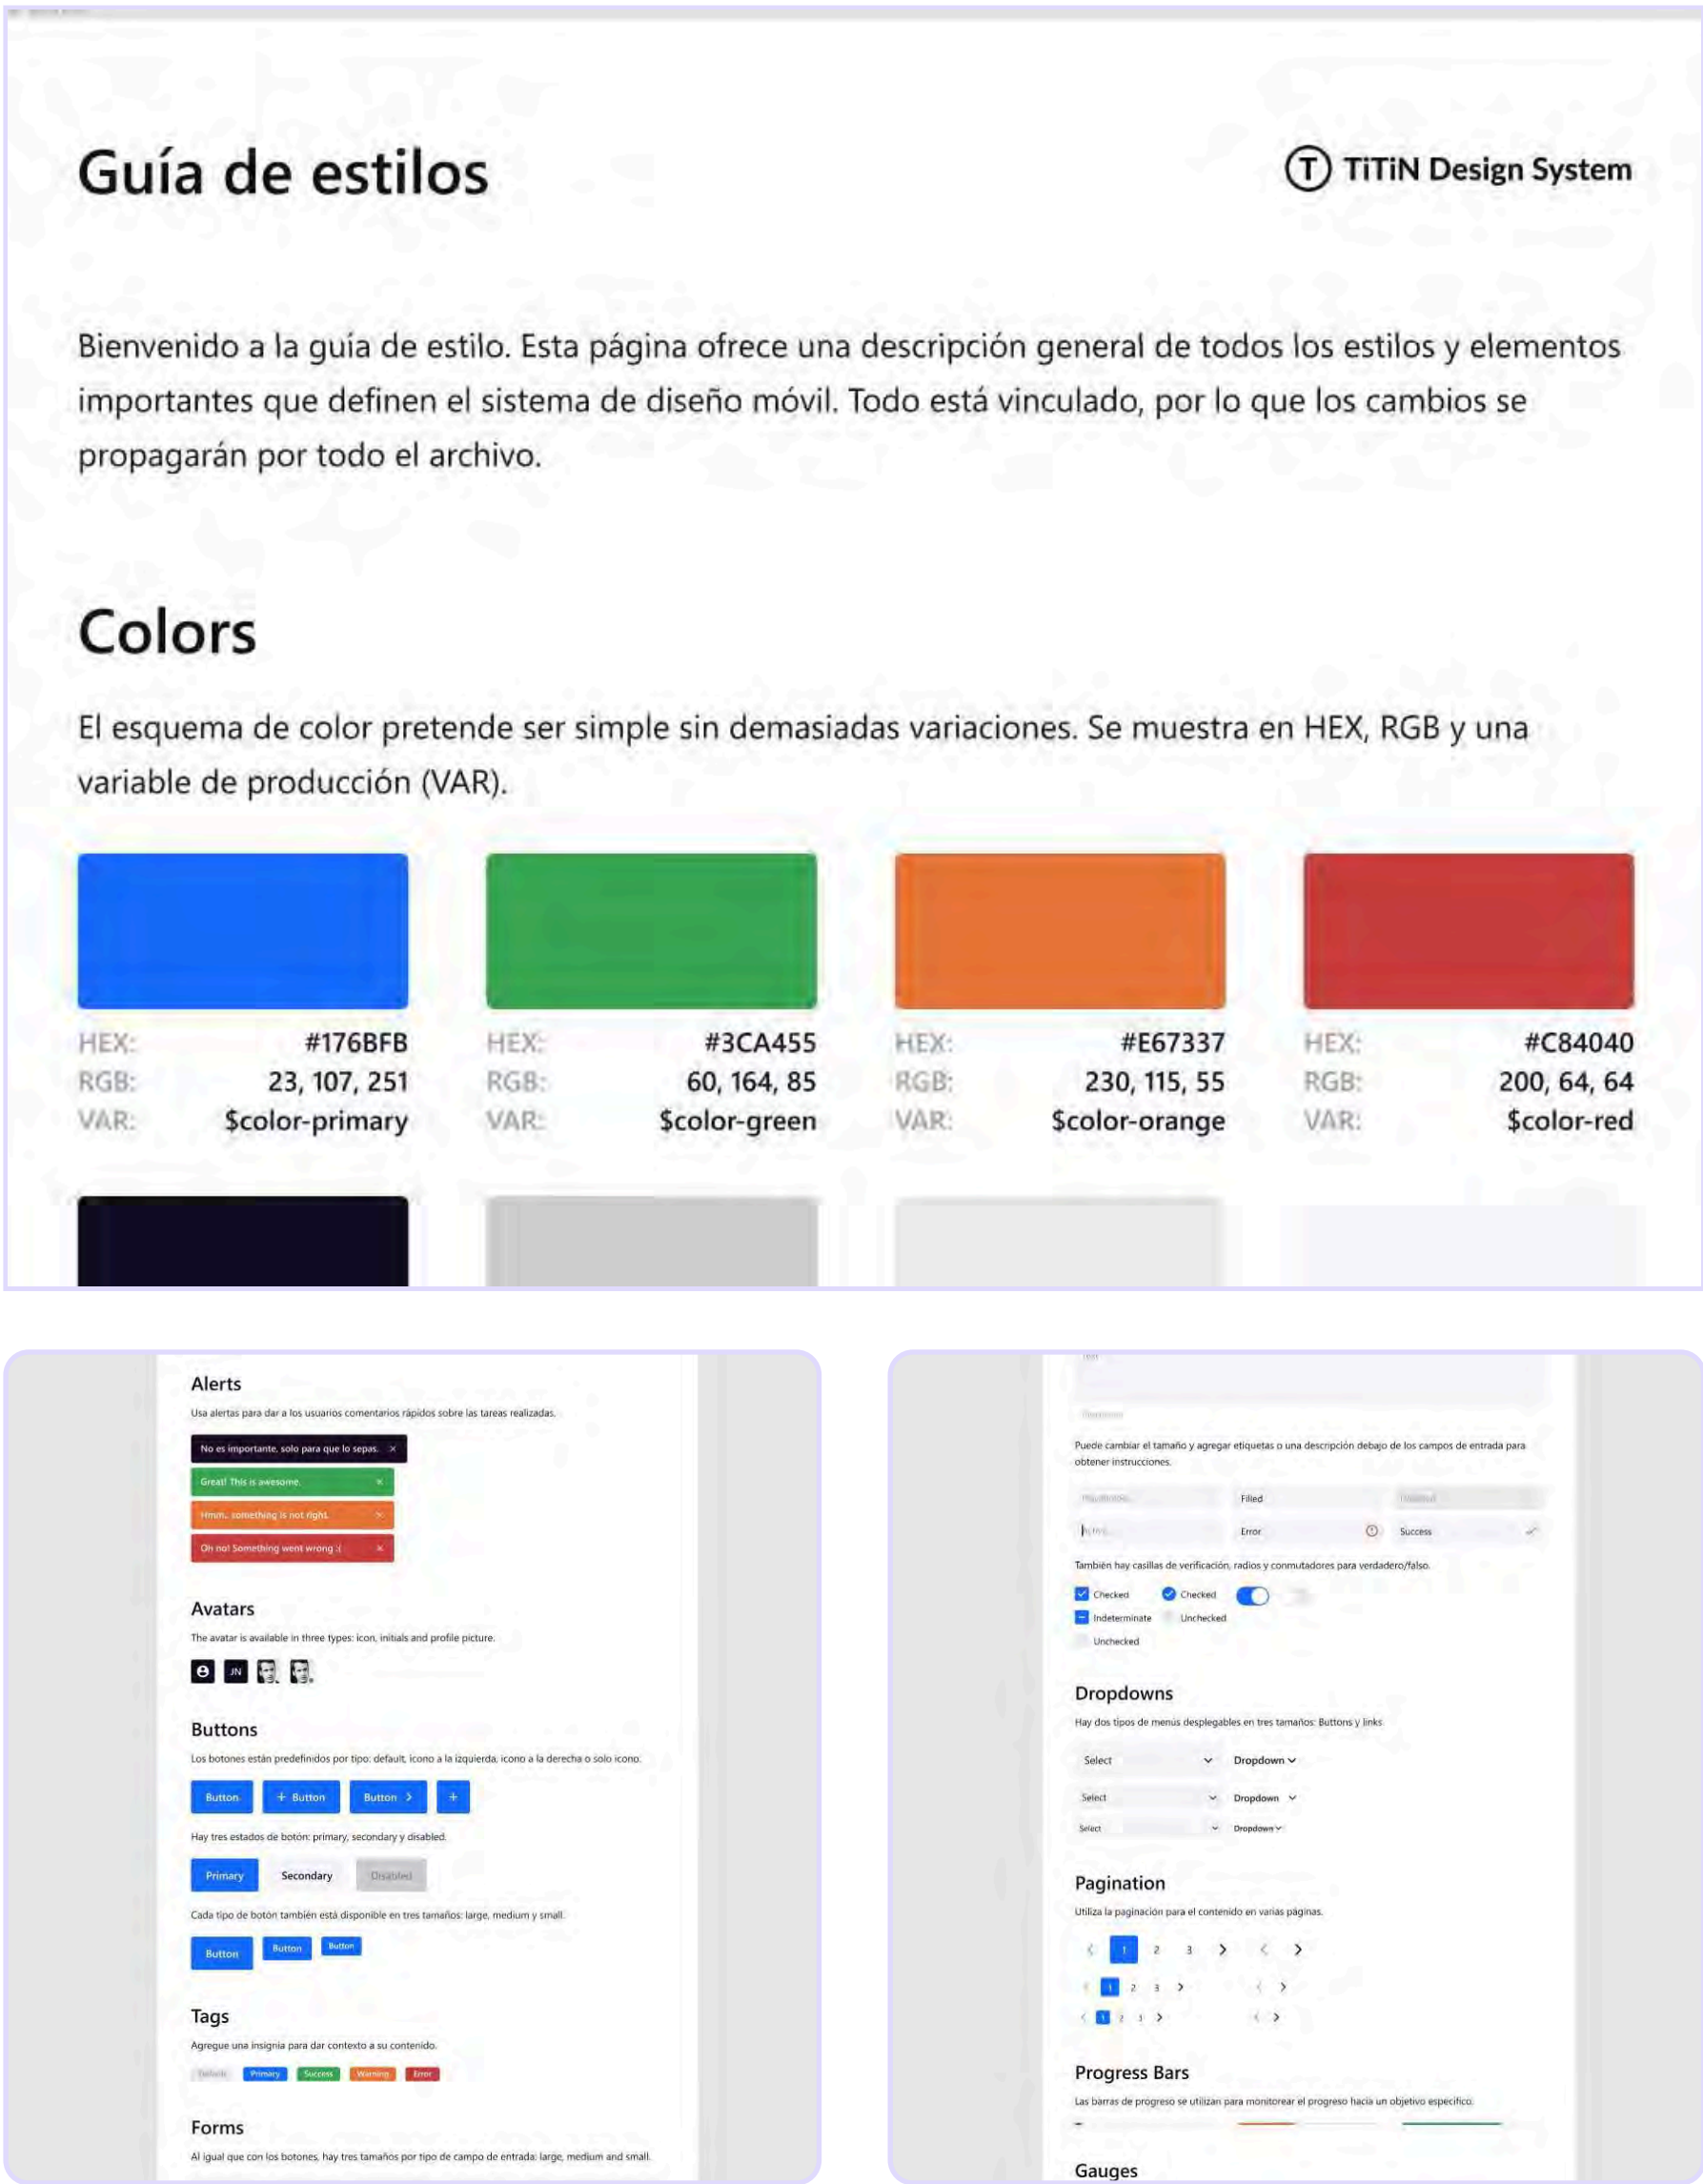 Guía de estilos
T TiTiN Design System
Bienvenido a la guía de estilo. Esta página ofrece una descripción general de todos los estilos y elementos
importantes que definen el sistema de diseño móvil. Todo está vinculado, por lo que los cambios se
propagarán por todo el archivo.
Colors
El esquema de color pretende ser simple sin demasiadas variaciones. Se muestra en HEX, RGB y una
variable de producción (VAR).
HEX: #176BFB
RGB: 23, 107, 251
VAR: $color-primary
HEX: #3CA455
RGB: 60, 164, 85
VAR: $color-green
HEX: #E67337
RGB: 230, 115, 55
VAR: $color-orange
HEX: #C84040
RGB: 200, 64, 64
VAR: $color-red
Alerts
Usa alertas para dar a los usuarios comentarios rápidos sobre las tareas realizadas.
No es importante, solo para que lo sepas. ×
Great! This is awesome. ×
Hmm.. something is not right. ×
Oh no! Something went wrong :( ×
Avatars
The avatar is available in three types: icon, initials and profile picture.
JN
Buttons
Los botones están predefinidos por tipo: default, icono a la izquierda, icono a la derecha o solo icono.
Button + Button Button > +
Hay tres estados de botón: primary, secondary y disabled.
Primary Secondary Disabled
Cada tipo de botón también está disponible en tres tamaños: large, medium y small.
Button Button Button
Tags
Agregue una insignia para dar contexto a su contenido.
Default Primary Success Warning Error
Forms
Al igual que con los botones, hay tres tamaños por tipo de campo de entrada: large, medium and small.
Puede cambiar el tamaño y agregar etiquetas o una descripción debajo de los campos de entrada para
obtener instrucciones.
Filled
Error Success
También hay casillas de verificación, radios y conmutadores para verdadero/falso.
Checked Checked
Indeterminate Unchecked
Unchecked
Dropdowns
Hay dos tipos de menús desplegables en tres tamaños: Buttons y links
Select Dropdown
Select Dropdown
Select Dropdown
Pagination
Utiliza la paginación para el contenido en varias páginas.
< 1 2 3 > < >
< 1 2 3 > < >
< 1 2 3 > < >
Progress Bars
Las barras de progreso se utilizan para monitorear el progreso hacia un objetivo específico.
Gauges